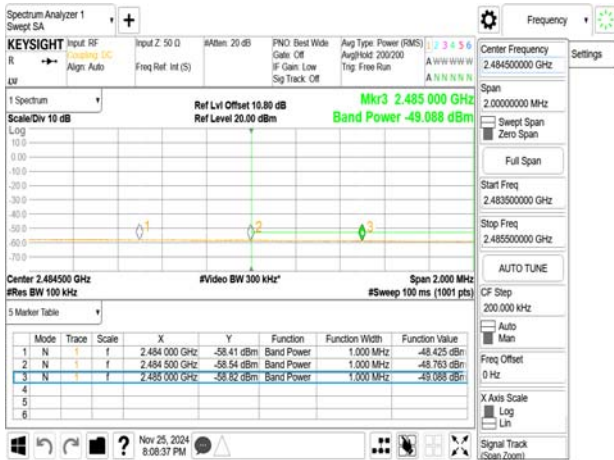 Spectrum Analyzer 1
Swept SA
+
Frequency
KEYSIGHT
R
Input: RF
Coupling: DC
Align: Auto
Input Z: 50 Ω
Freq Ref: Int (S)
#Atten: 20 dB
PNO: Best Wide
Gate: Off
IF Gain: Low
Sig Track: Off
Avg Type: Power (RMS)
Avg|Hold: 200/200
Trig: Free Run
1 2 3 4 5 6
A W W W W W
A N N N N N
1 Spectrum
Scale/Div 10 dB
Ref Lvl Offset 10.80 dB
Ref Level 20.00 dBm
Mkr3 2.485 000 GHz
Band Power -49.088 dBm
Log
10.0
0.00
-10.0
-20.0
-30.0
-40.0
-50.0
-60.0
-70.0
1
2
3
Center 2.484500 GHz
#Video BW 300 kHz*
Span 2.000 MHz
#Res BW 100 kHz
#Sweep 100 ms (1001 pts)
5 Marker Table
Mode Trace Scale X Y Function Function Width Function Value
1 N 1 f 2.484 000 GHz -58.41 dBm Band Power 1.000 MHz -48.425 dBm
2 N 1 f 2.484 500 GHz -58.54 dBm Band Power 1.000 MHz -48.763 dBm
3 N 1 f 2.485 000 GHz -58.82 dBm Band Power 1.000 MHz -49.088 dBm
4
5
6
Nov 25, 2024
8:08:37 PM
Center Frequency
2.484500000 GHz
Settings
Span
2.00000000 MHz
Swept Span
Zero Span
Full Span
Start Freq
2.483500000 GHz
Stop Freq
2.485500000 GHz
AUTO TUNE
CF Step
200.000 kHz
Auto
Man
Freq Offset
0 Hz
X Axis Scale
Log
Lin
Signal Track
(Span Zoom)